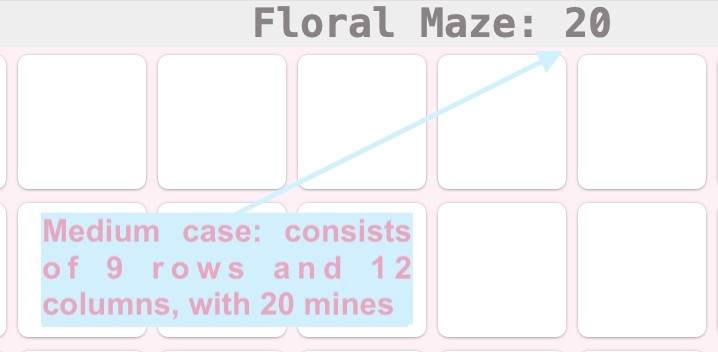 Floral Maze: 20
Medium case: consists
of 9 rows and 12
columns, with 20 mines